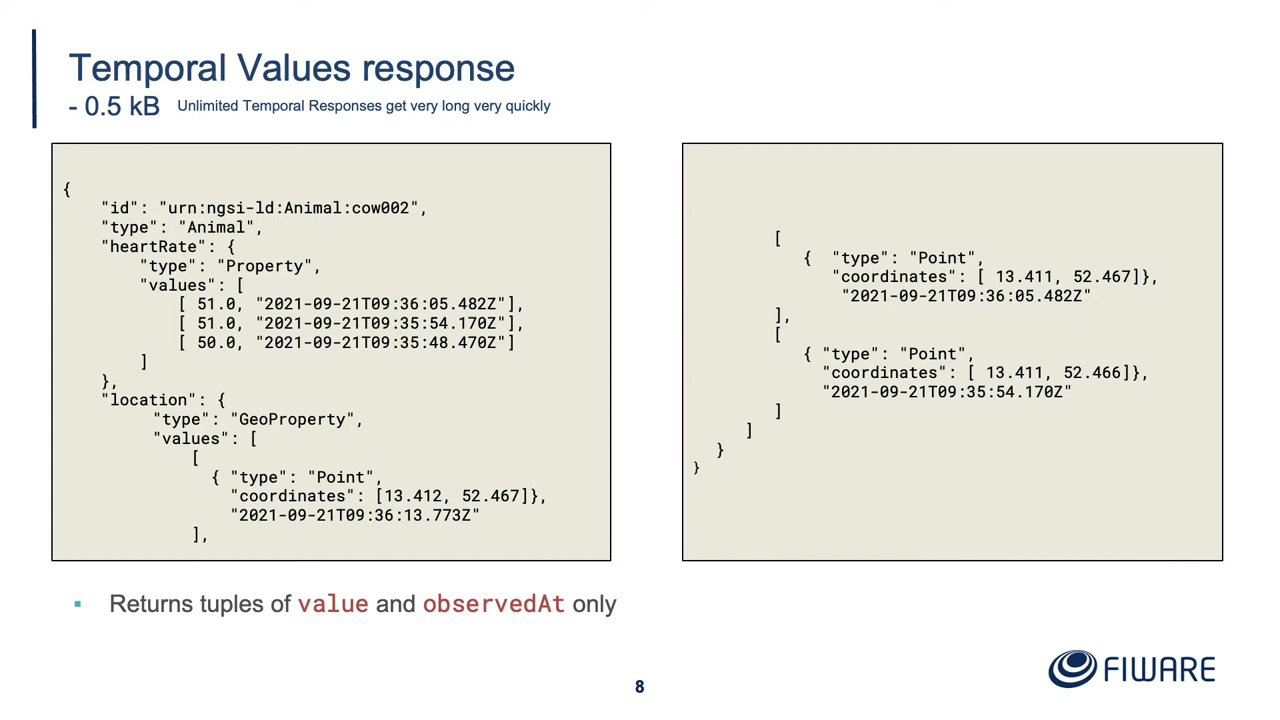 Temporal Values response
- 0.5 kB Unlimited Temporal Responses get very long very quickly
{
"id": "urn:ngsi-ld:Animal:cow002",
"type": "Animal",
"heartRate": {
"type": "Property",
"values": [
[ 51.0, "2021-09-21T09:36:05.482Z"],
[ 51.0, "2021-09-21T09:35:54.170Z"],
[ 50.0, "2021-09-21T09:35:48.470Z"]
]
},
"location": {
"type": "GeoProperty",
"values": [
[
{ "type": "Point",
"coordinates": [13.412, 52.467]},
"2021-09-21T09:36:13.773Z"
],
[
{ "type": "Point",
"coordinates": [ 13.411, 52.467]},
"2021-09-21T09:36:05.482Z"
],
[
{ "type": "Point",
"coordinates": [ 13.411, 52.466]},
"2021-09-21T09:35:54.170Z"
]
]
}
}
▪ Returns tuples of value and observedAt only
FIWARE
8